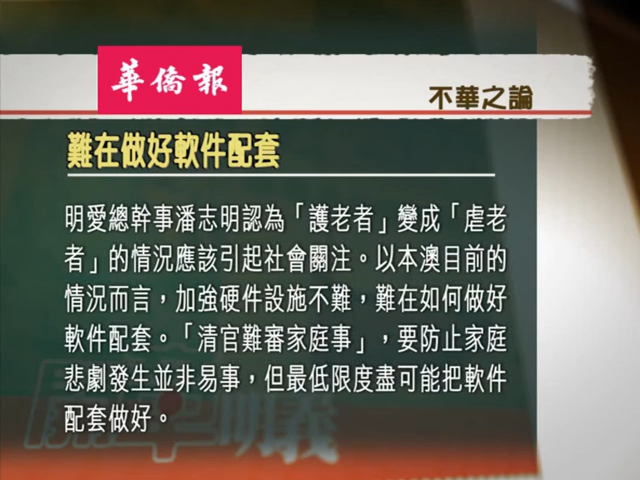 華僑報
不華之論
難在做好軟件配套
明愛總幹事潘志明認為「護老者」變成「虐老
者」的情況應該引起社會關注。以本澳目前的
情況而言，加強硬件設施不難，難在如何做好
軟件配套。「清官難審家庭事」，要防止家庭
悲劇發生並非易事，但最低限度盡可能把軟件
配套做好。